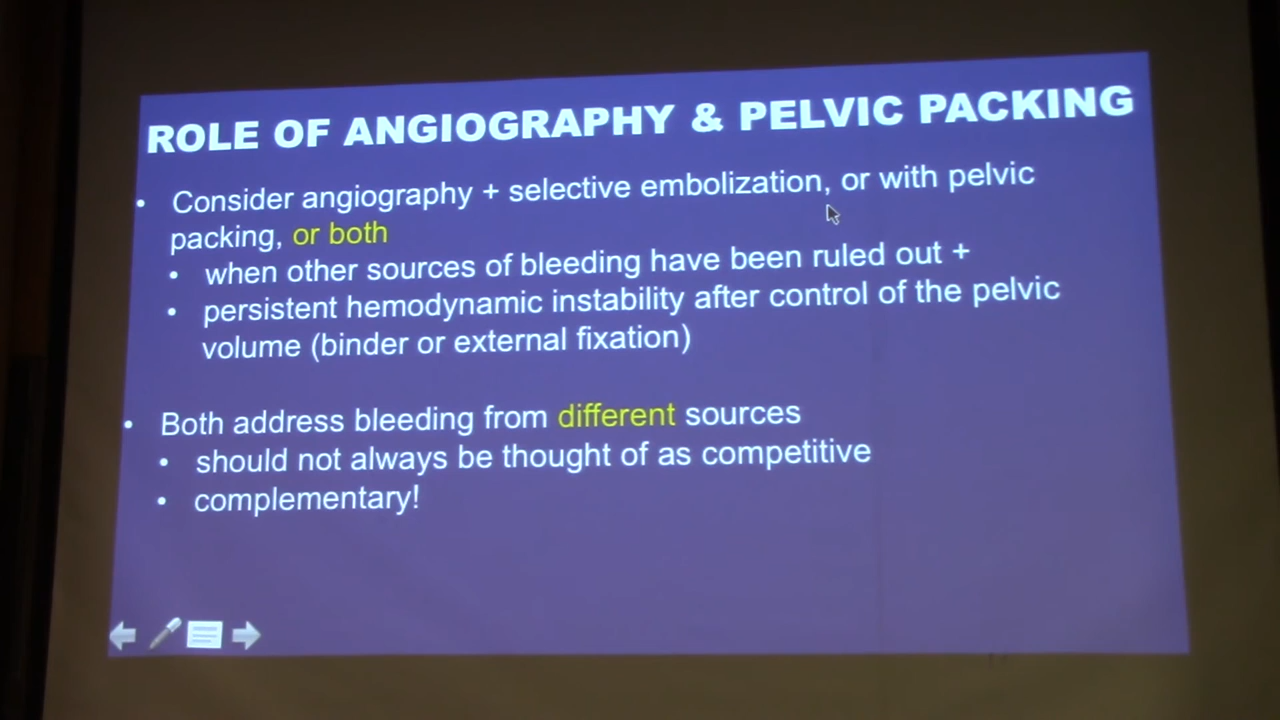 ROLE OF ANGIOGRAPHY & PELVIC PACKING
• Consider angiography + selective embolization, or with pelvic
packing, or both
• when other sources of bleeding have been ruled out +
• persistent hemodynamic instability after control of the pelvic
volume (binder or external fixation)
• Both address bleeding from different sources
• should not always be thought of as competitive
• complementary!